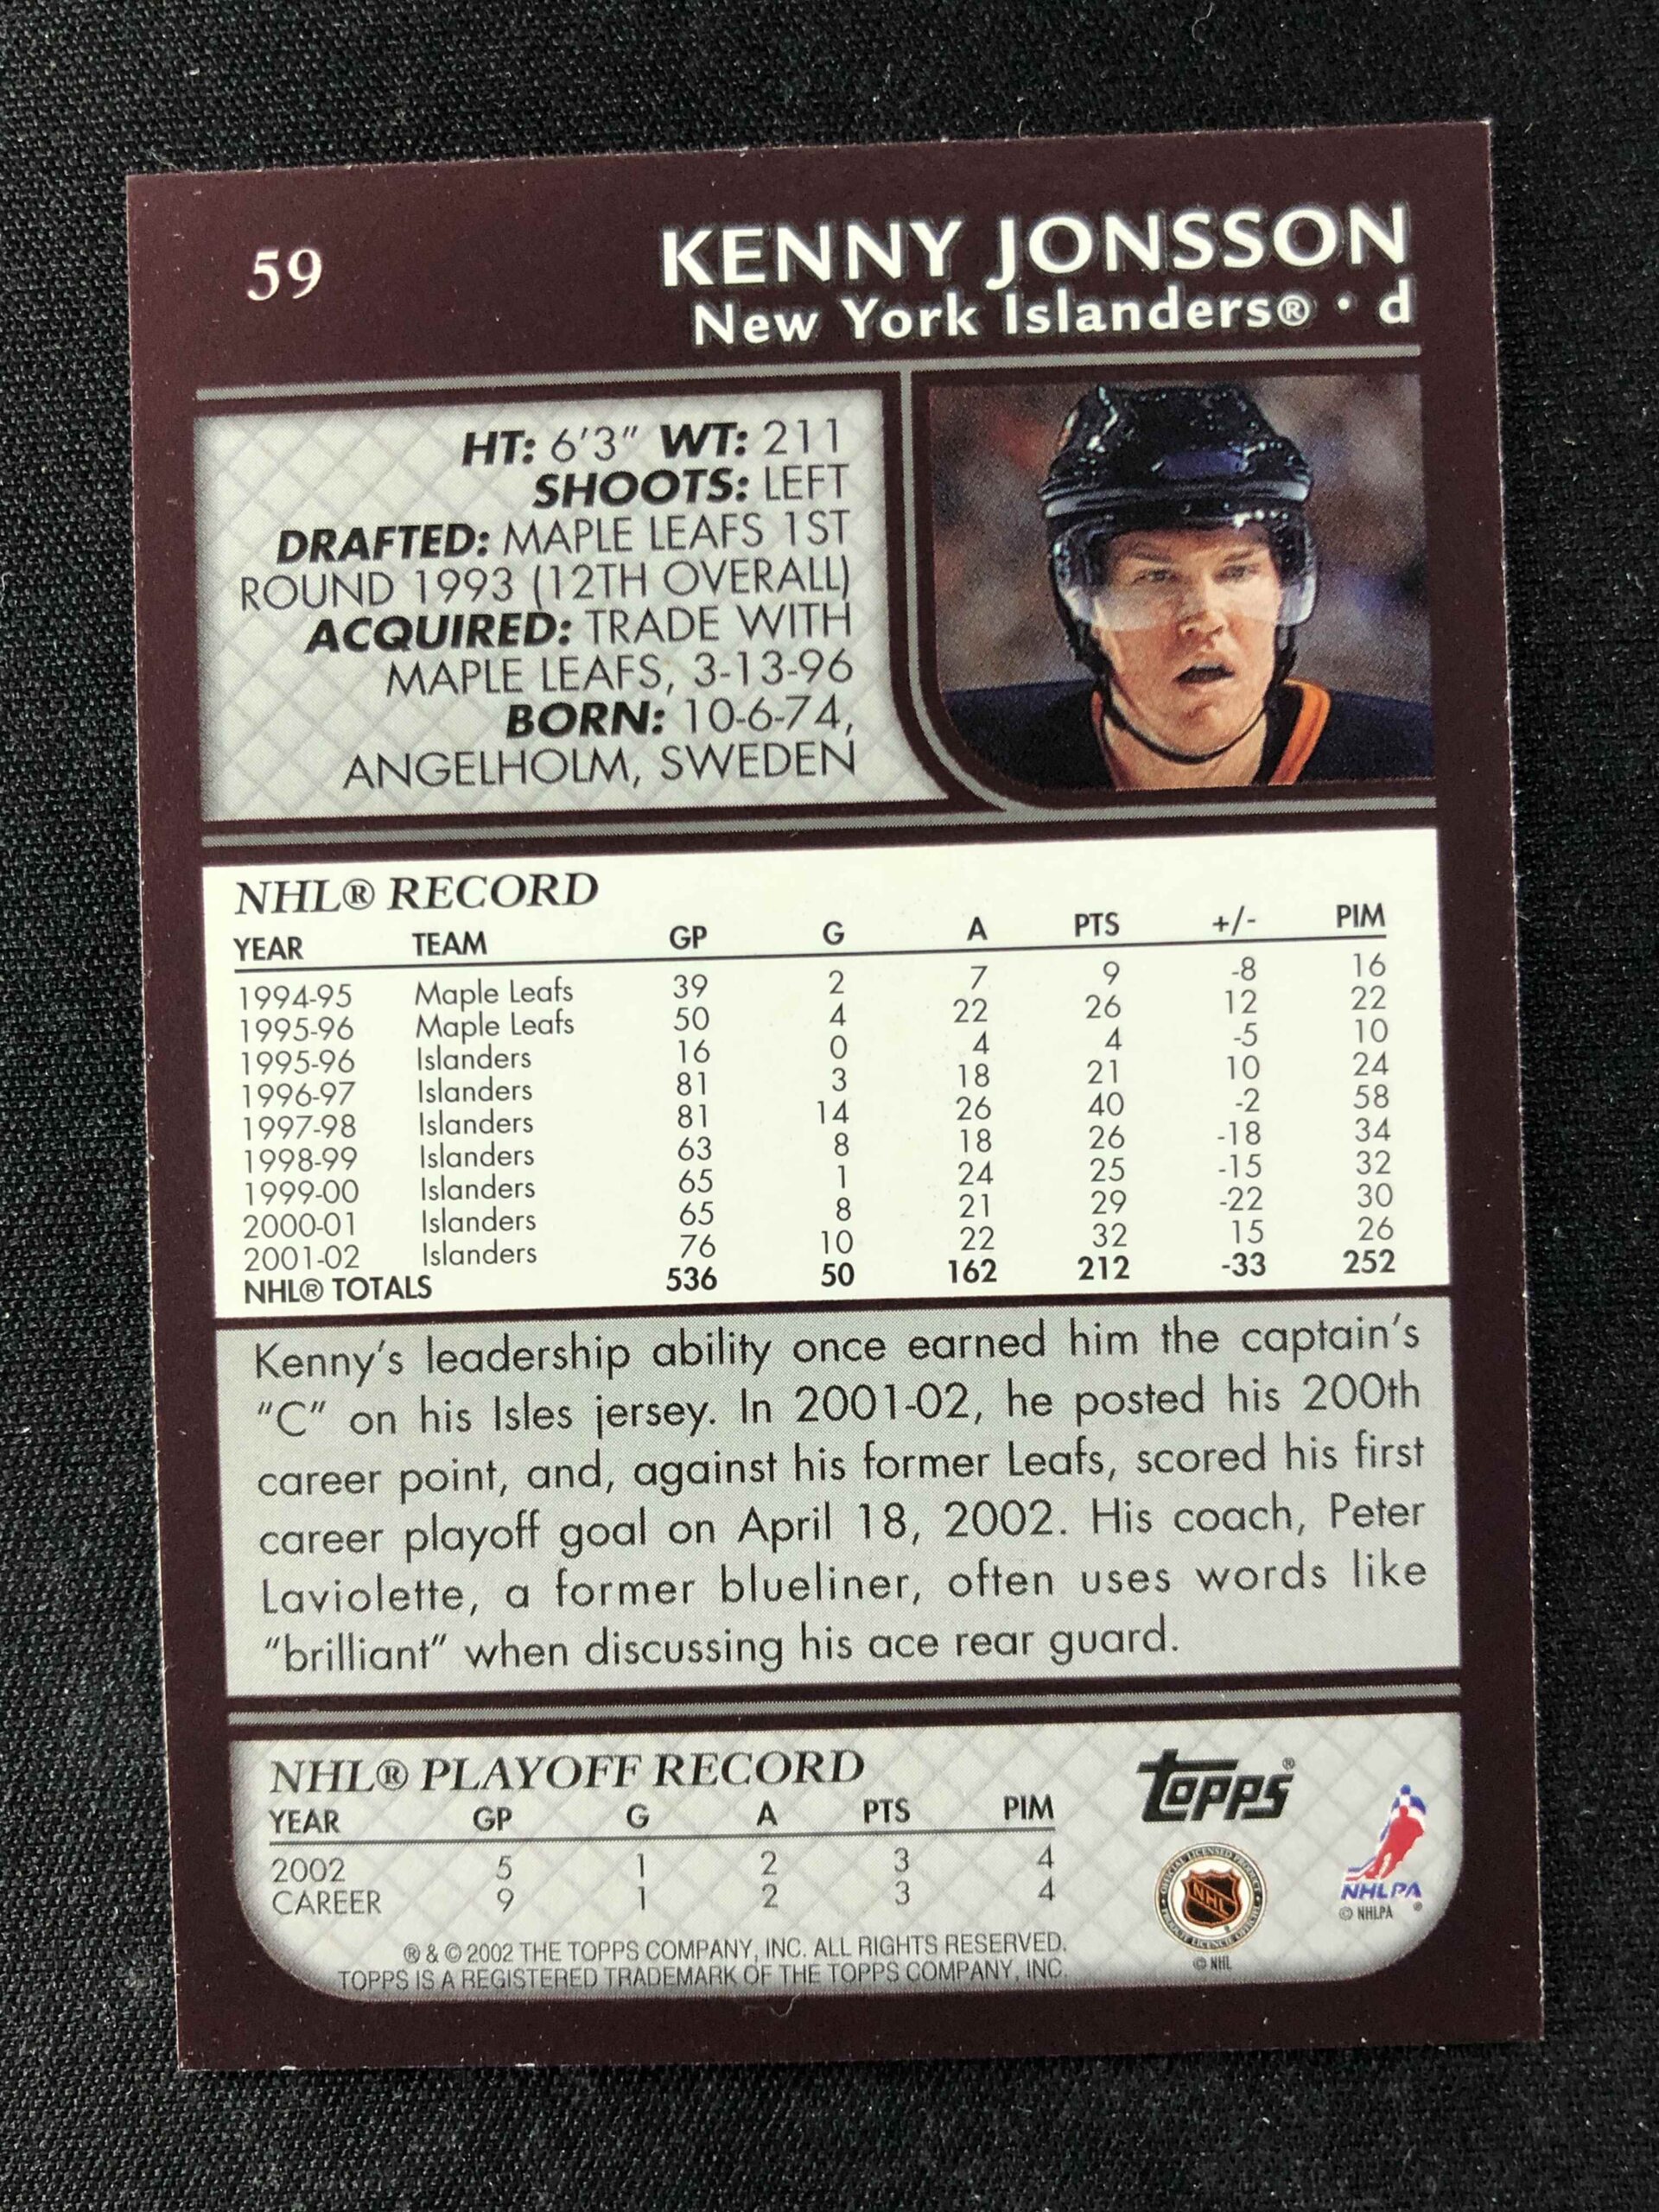 59
KENNY JONSSON
New York Islanders® • d
HT: 6'3" WT: 211
SHOOTS: LEFT
DRAFTED: MAPLE LEAFS 1ST
ROUND 1993 (12TH OVERALL)
ACQUIRED: TRADE WITH
MAPLE LEAFS, 3-13-96
BORN: 10-6-74,
ANGELHOLM, SWEDEN
NHL® RECORD
YEAR TEAM GP G A PTS +/- PIM
1994-95 Maple Leafs 39 2 7 9 -8 16
1995-96 Maple Leafs 50 4 22 26 12 22
1995-96 Islanders 16 0 4 4 -5 10
1996-97 Islanders 81 3 18 21 10 24
1997-98 Islanders 81 14 26 40 -2 58
1998-99 Islanders 63 8 18 26 -18 34
1999-00 Islanders 65 1 24 25 -15 32
2000-01 Islanders 65 8 21 29 -22 30
2001-02 Islanders 76 10 22 32 15 26
NHL® TOTALS 536 50 162 212 -33 252
Kenny's leadership ability once earned him the captain's
"C" on his Isles jersey. In 2001-02, he posted his 200th
career point, and, against his former Leafs, scored his first
career playoff goal on April 18, 2002. His coach, Peter
Laviolette, a former blueliner, often uses words like
"brilliant" when discussing his ace rear guard.
NHL® PLAYOFF RECORD
YEAR GP G A PTS PIM
2002 5 1 2 3 4
CAREER 9 1 2 3 4
® & © 2002 THE TOPPS COMPANY, INC. ALL RIGHTS RESERVED.
TOPPS IS A REGISTERED TRADEMARK OF THE TOPPS COMPANY, INC.
Topps®
NHL
© NHL
NHLPA®
© NHLPA